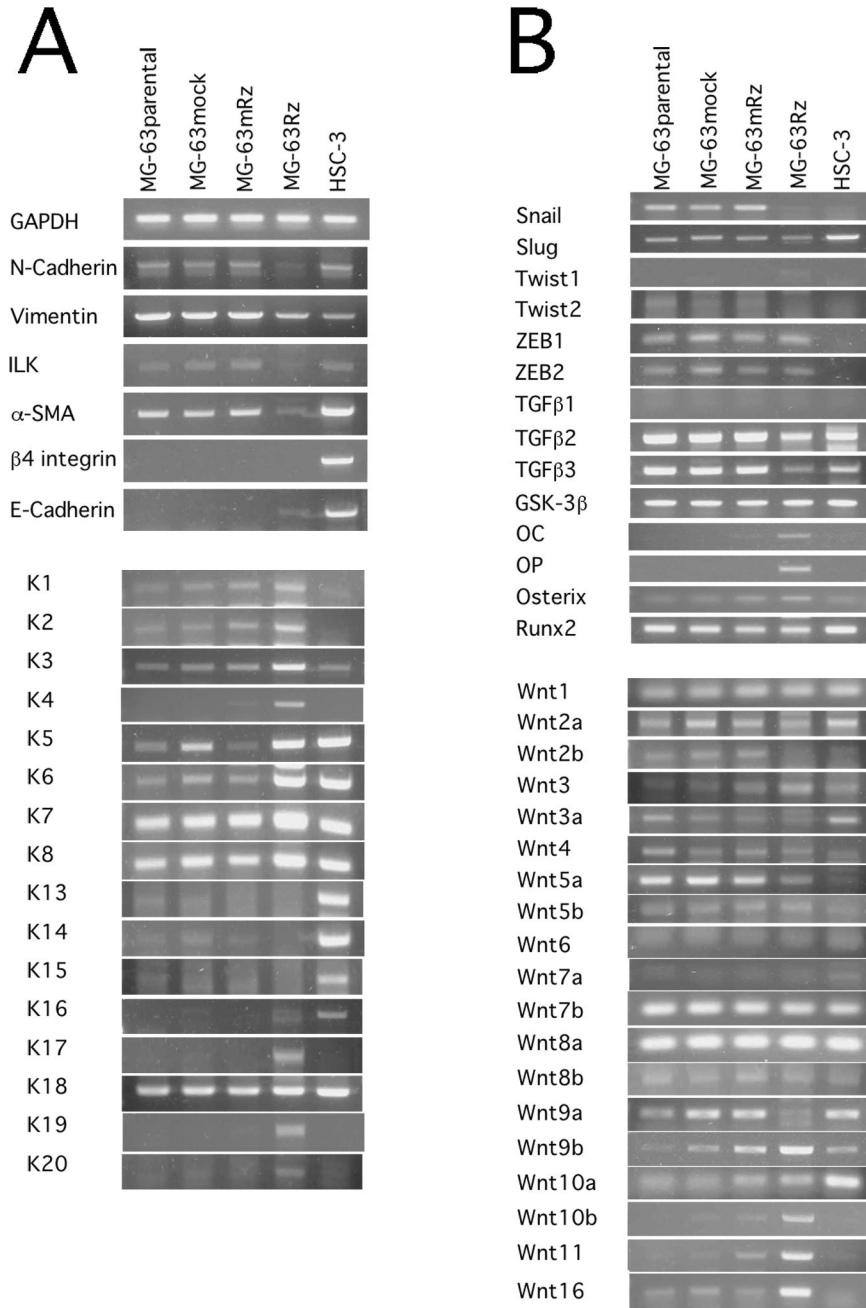 A
MG-63parental
MG-63mock
MG-63mRz
MG-63Rz
HSC-3
GAPDH
N-Cadherin
Vimentin
ILK
α-SMA
β4 integrin
E-Cadherin
K1
K2
K3
K4
K5
K6
K7
K8
K13
K14
K15
K16
K17
K18
K19
K20
B
MG-63parental
MG-63mock
MG-63mRz
MG-63Rz
HSC-3
Snail
Slug
Twist1
Twist2
ZEB1
ZEB2
TGFβ1
TGFβ2
TGFβ3
GSK-3β
OC
OP
Osterix
Runx2
Wnt1
Wnt2a
Wnt2b
Wnt3
Wnt3a
Wnt4
Wnt5a
Wnt5b
Wnt6
Wnt7a
Wnt7b
Wnt8a
Wnt8b
Wnt9a
Wnt9b
Wnt10a
Wnt10b
Wnt11
Wnt16